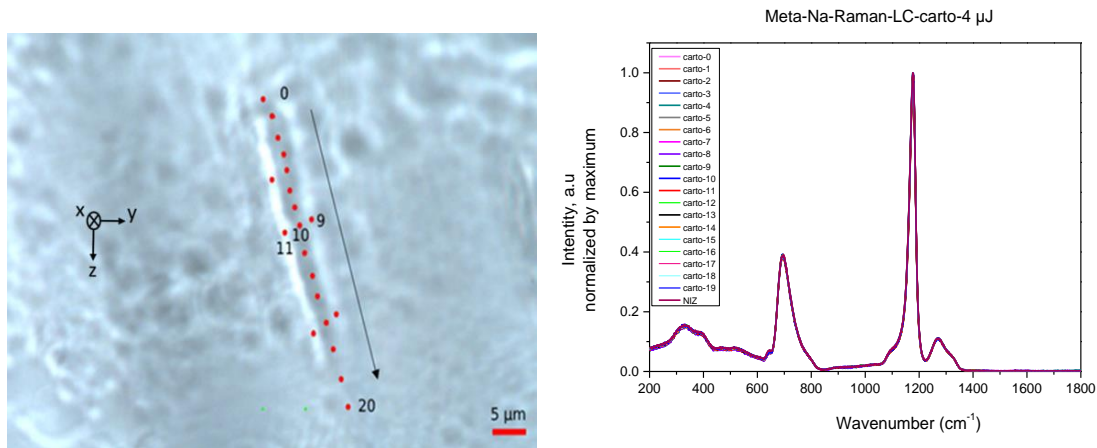 0
x
y
9
10
11
z
20
5 µm
Meta-Na-Raman-LC-carto-4 µJ
Intentity, a.u
normalized by maximum
1.0
0.8
0.6
0.4
0.2
0.0
carto-0
carto-1
carto-2
carto-3
carto-4
carto-5
carto-6
carto-7
carto-8
carto-9
carto-10
carto-11
carto-12
carto-13
carto-14
carto-15
carto-16
carto-17
carto-18
carto-19
NIZ
200 400 600 800 1000 1200 1400 1600 1800
Wavenumber (cm⁻¹)